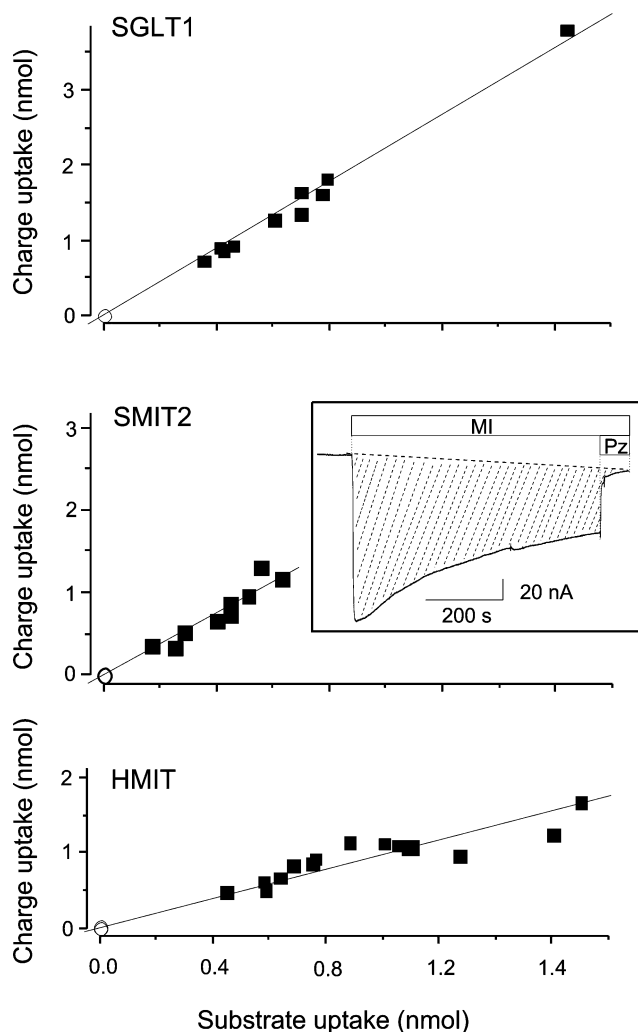 SGLT1
Charge uptake (nmol)
3
2
1
0
SMIT2
Charge uptake (nmol)
3
2
1
0
MI
Pz
20 nA
200 s
HMIT
Charge uptake (nmol)
2
1
0
0.0 0.4 0.8 1.2 1.4
Substrate uptake (nmol)